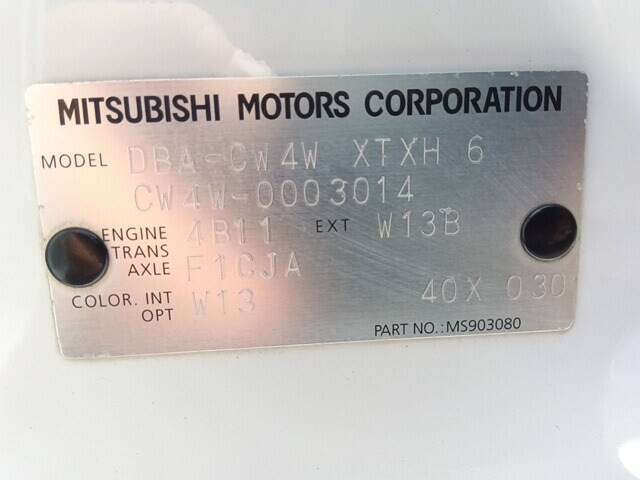 MITSUBISHI MOTORS CORPORATION
MODEL DBA-CW4W XTXH 6
CW4W-0003014
ENGINE 4B11 EXT W13B
TRANS
AXLE F1CJA
COLOR. INT W13 40X 030
OPT
PART NO.: MS903080